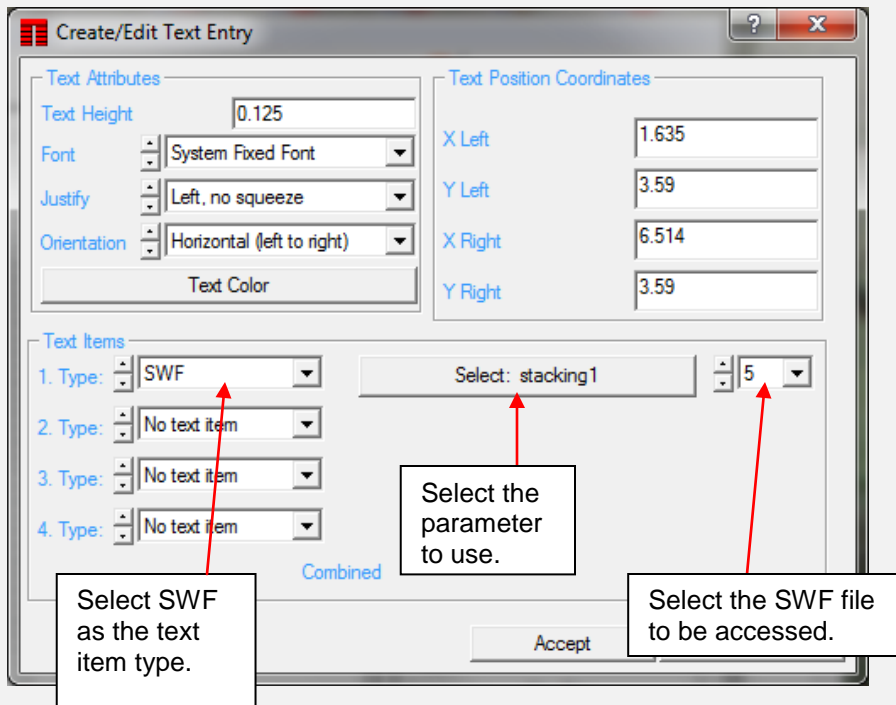 Create/Edit Text Entry
?
X
Text Attributes
Text Height 0.125
Font System Fixed Font
Justify Left, no squeeze
Orientation Horizontal (left to right)
Text Color
Text Position Coordinates
X Left 1.635
Y Left 3.59
X Right 6.514
Y Right 3.59
Text Items
1. Type: SWF Select: stacking1 5
2. Type: No text item
3. Type: No text item
4. Type: No text item
Combined
Select SWF
as the text
item type.
Select the
parameter
to use.
Select the SWF file
to be accessed.
Accept